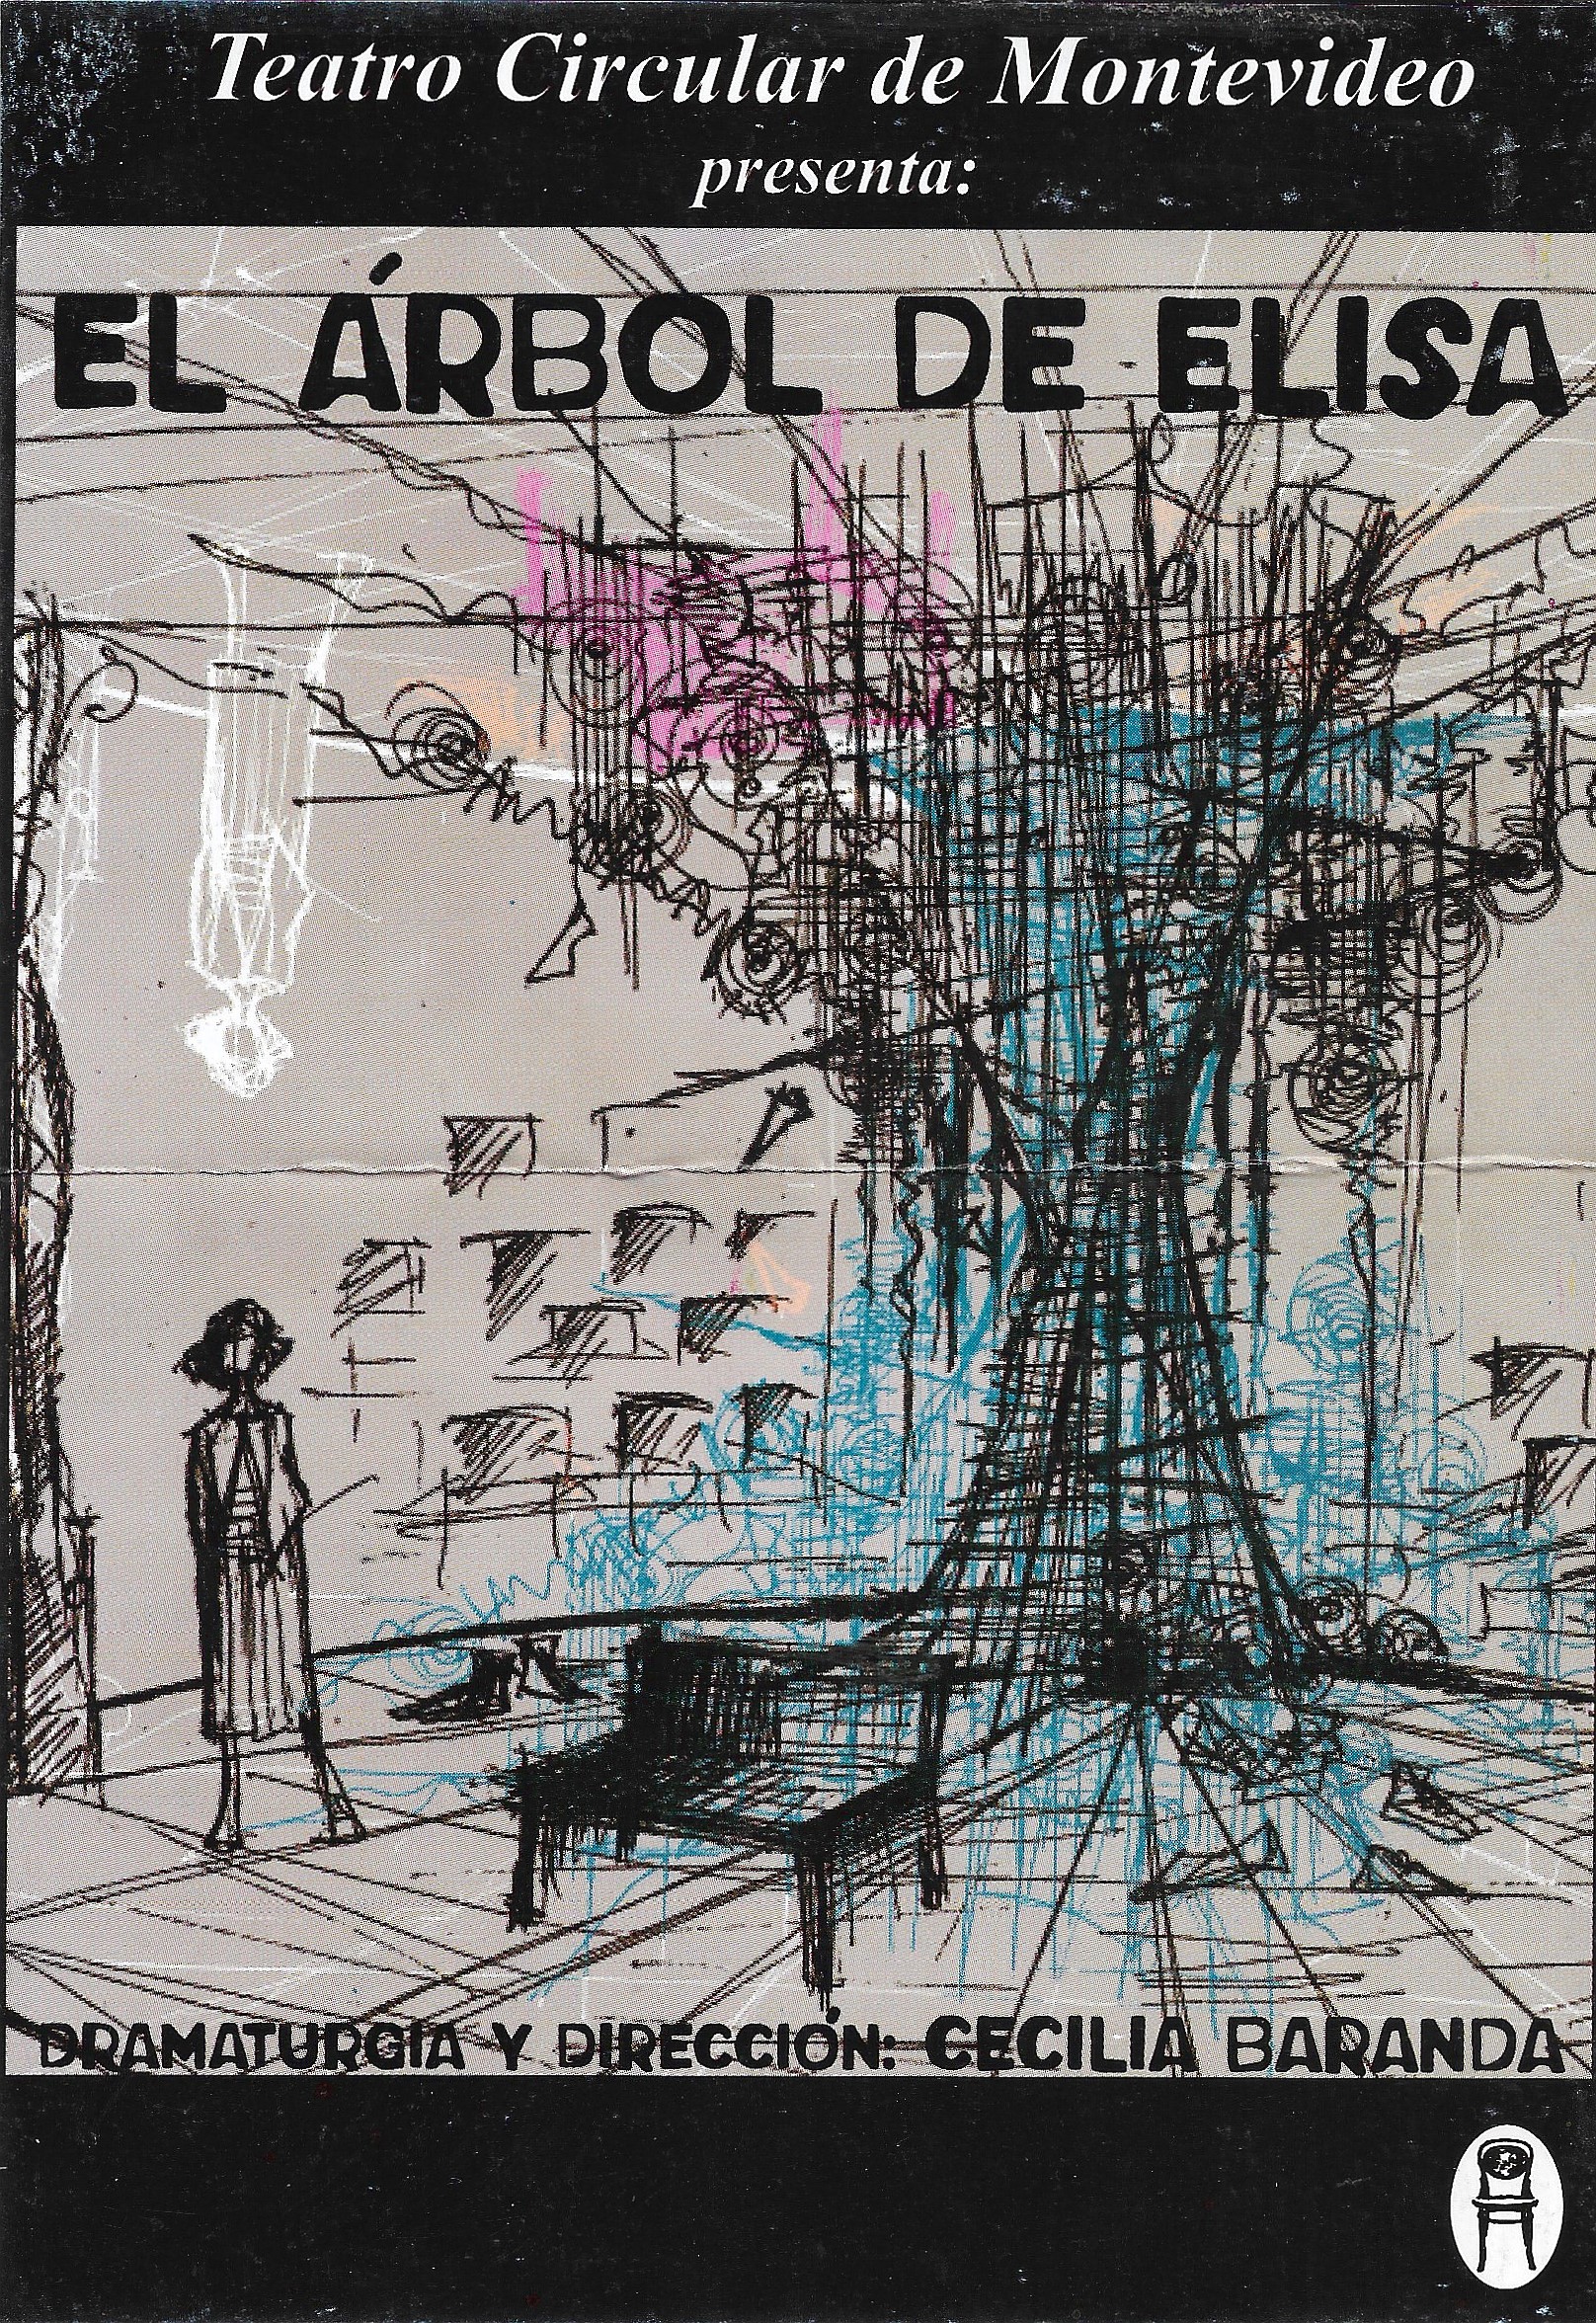 Teatro Circular de Montevideo
presenta:
EL ÁRBOL DE ELISA
DRAMATURGIA Y DIRECCIÓN: CECILIA BARANDA